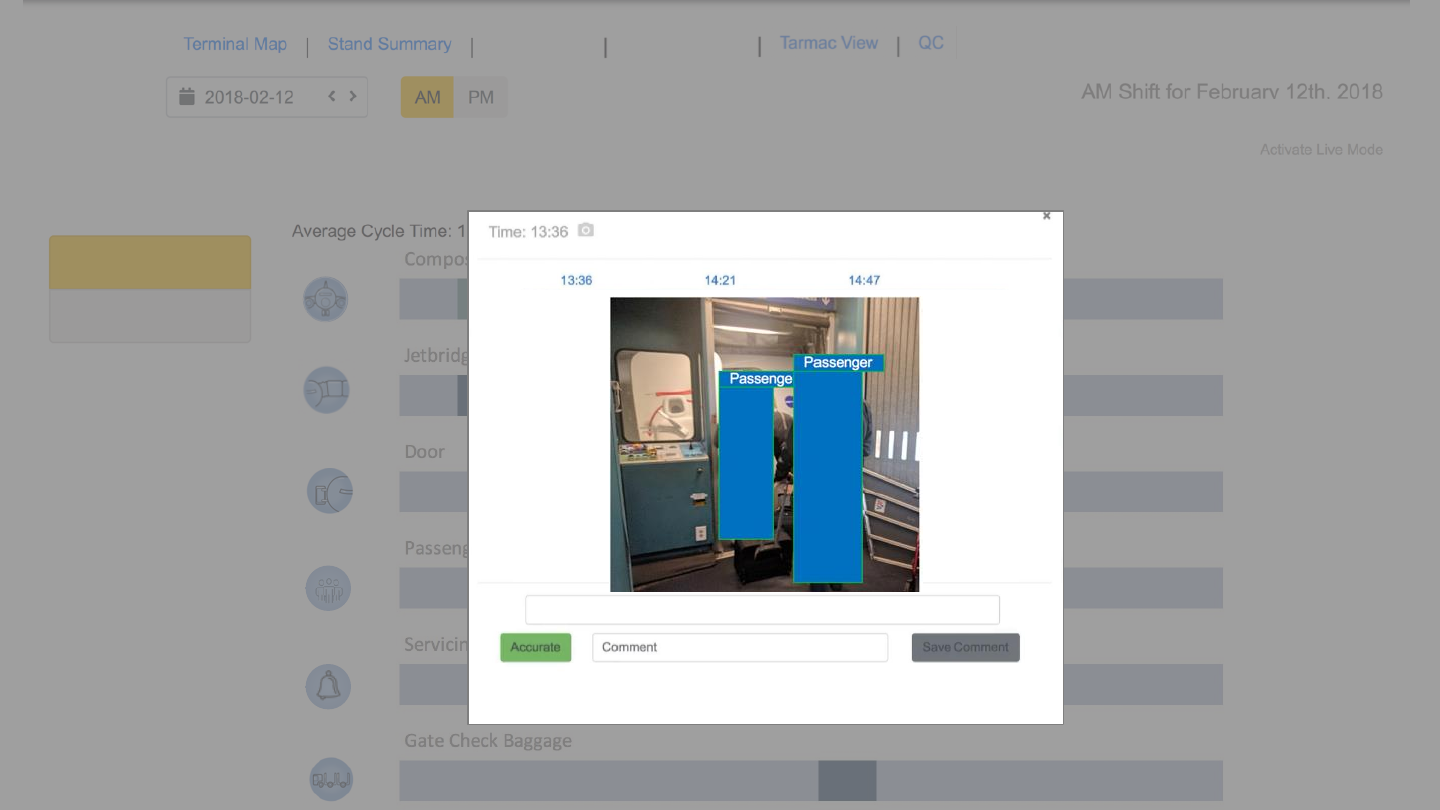 Terminal Map | Stand Summary | | | Tarmac View | QC
2018-02-12 < >
AM PM
AM Shift for February 12th, 2018
Activate Live Mode
Average Cycle Time: 1
Compos
Jetbridg
Door
Passeng
Servicin
Gate Check Baggage
Time: 13:36
x
13:36 14:21 14:47
Passenger
Passenge
Accurate
Comment
Save Comment